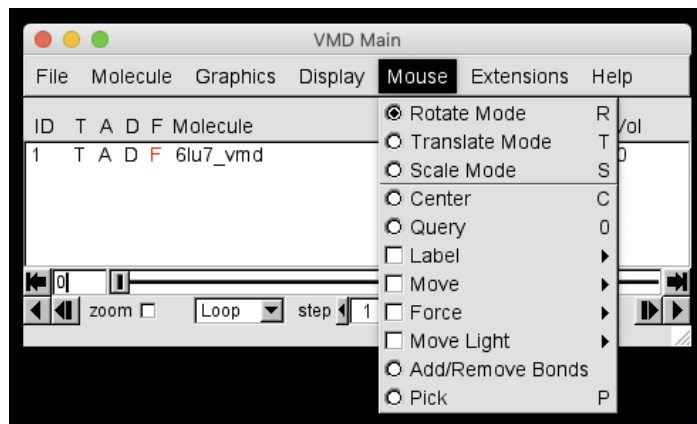 VMD Main
File Molecule Graphics Display Mouse Extensions Help
ID T A D F Molecule
1 T A D F 6lu7_vmd
0
zoom Loop step 1
Rotate Mode R
Translate Mode T
Scale Mode S
Center C
Query 0
Label
Move
Force
Move Light
Add/Remove Bonds
Pick P